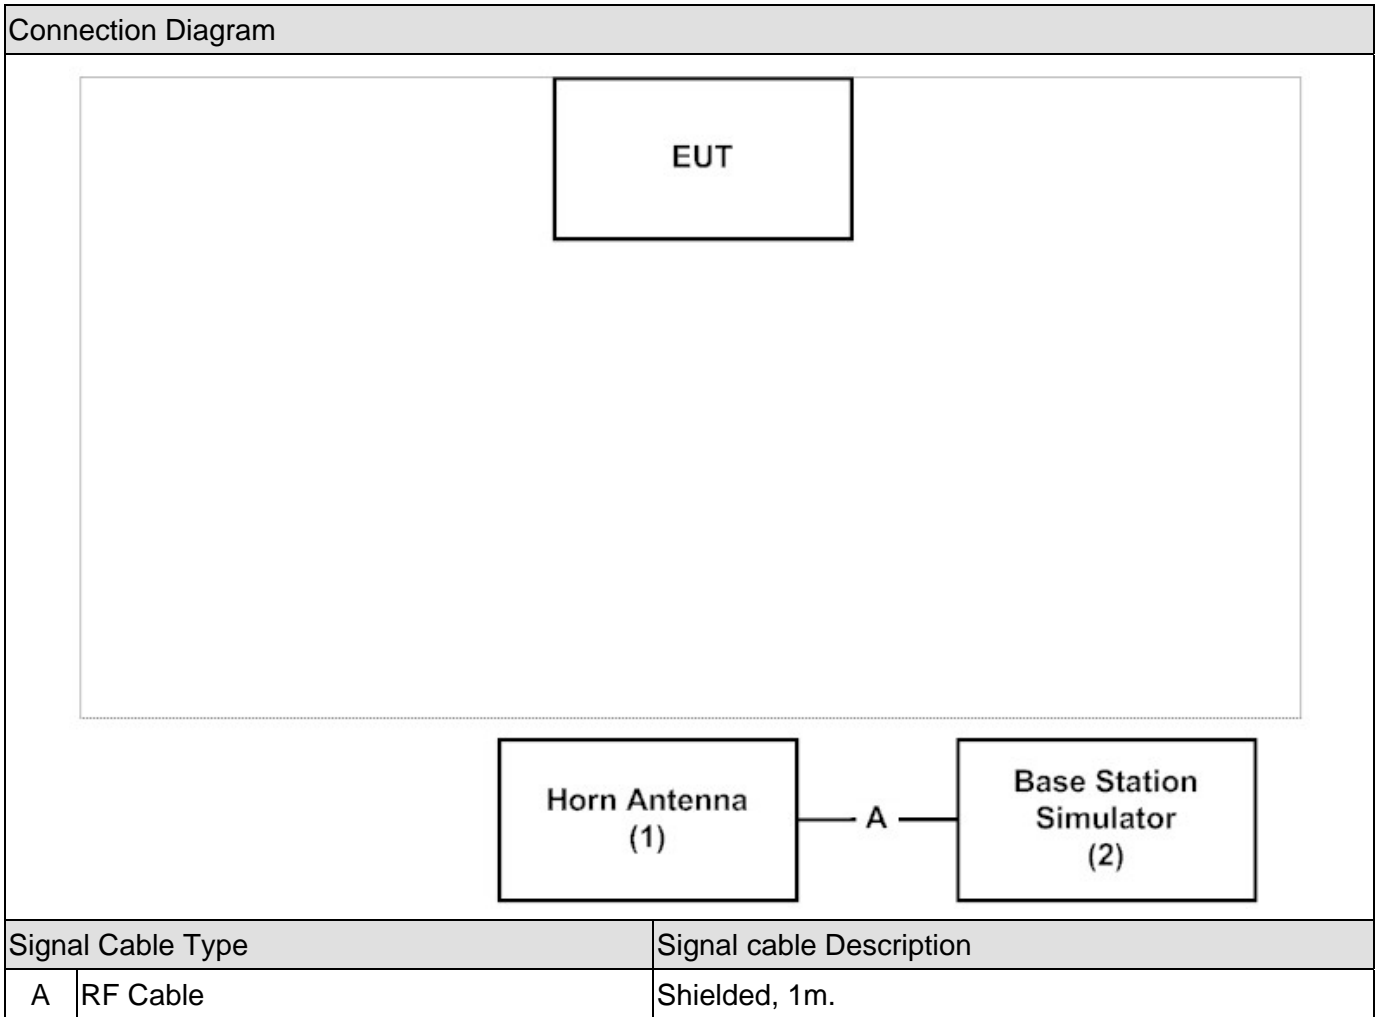 Connection Diagram
EUT
Horn Antenna
(1)
A
Base Station
Simulator
(2)
Signal Cable Type
Signal cable Description
A
RF Cable
Shielded, 1m.